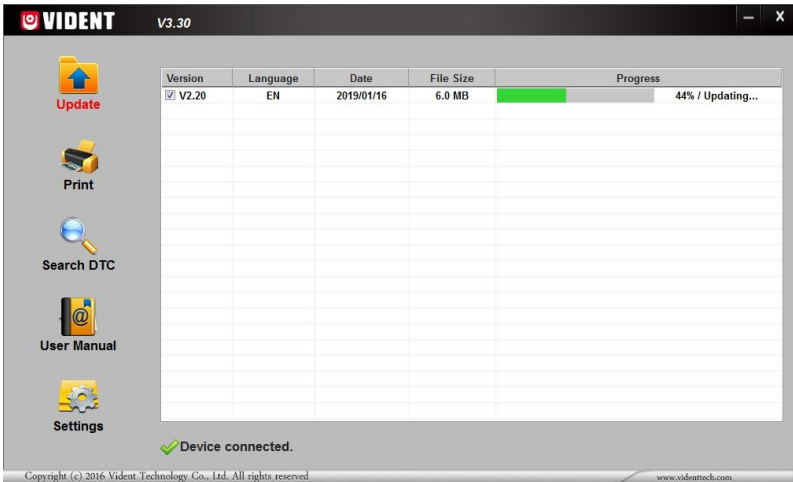 VIDENT V3.30
Update
Print
Search DTC
User Manual
Settings
Version Language Date File Size Progress
V2.20 EN 2019/01/16 6.0 MB 44% / Updating...
Device connected.
Copyright (c) 2016 Vident Technology Co., Ltd. All rights reserved www.videnttech.com